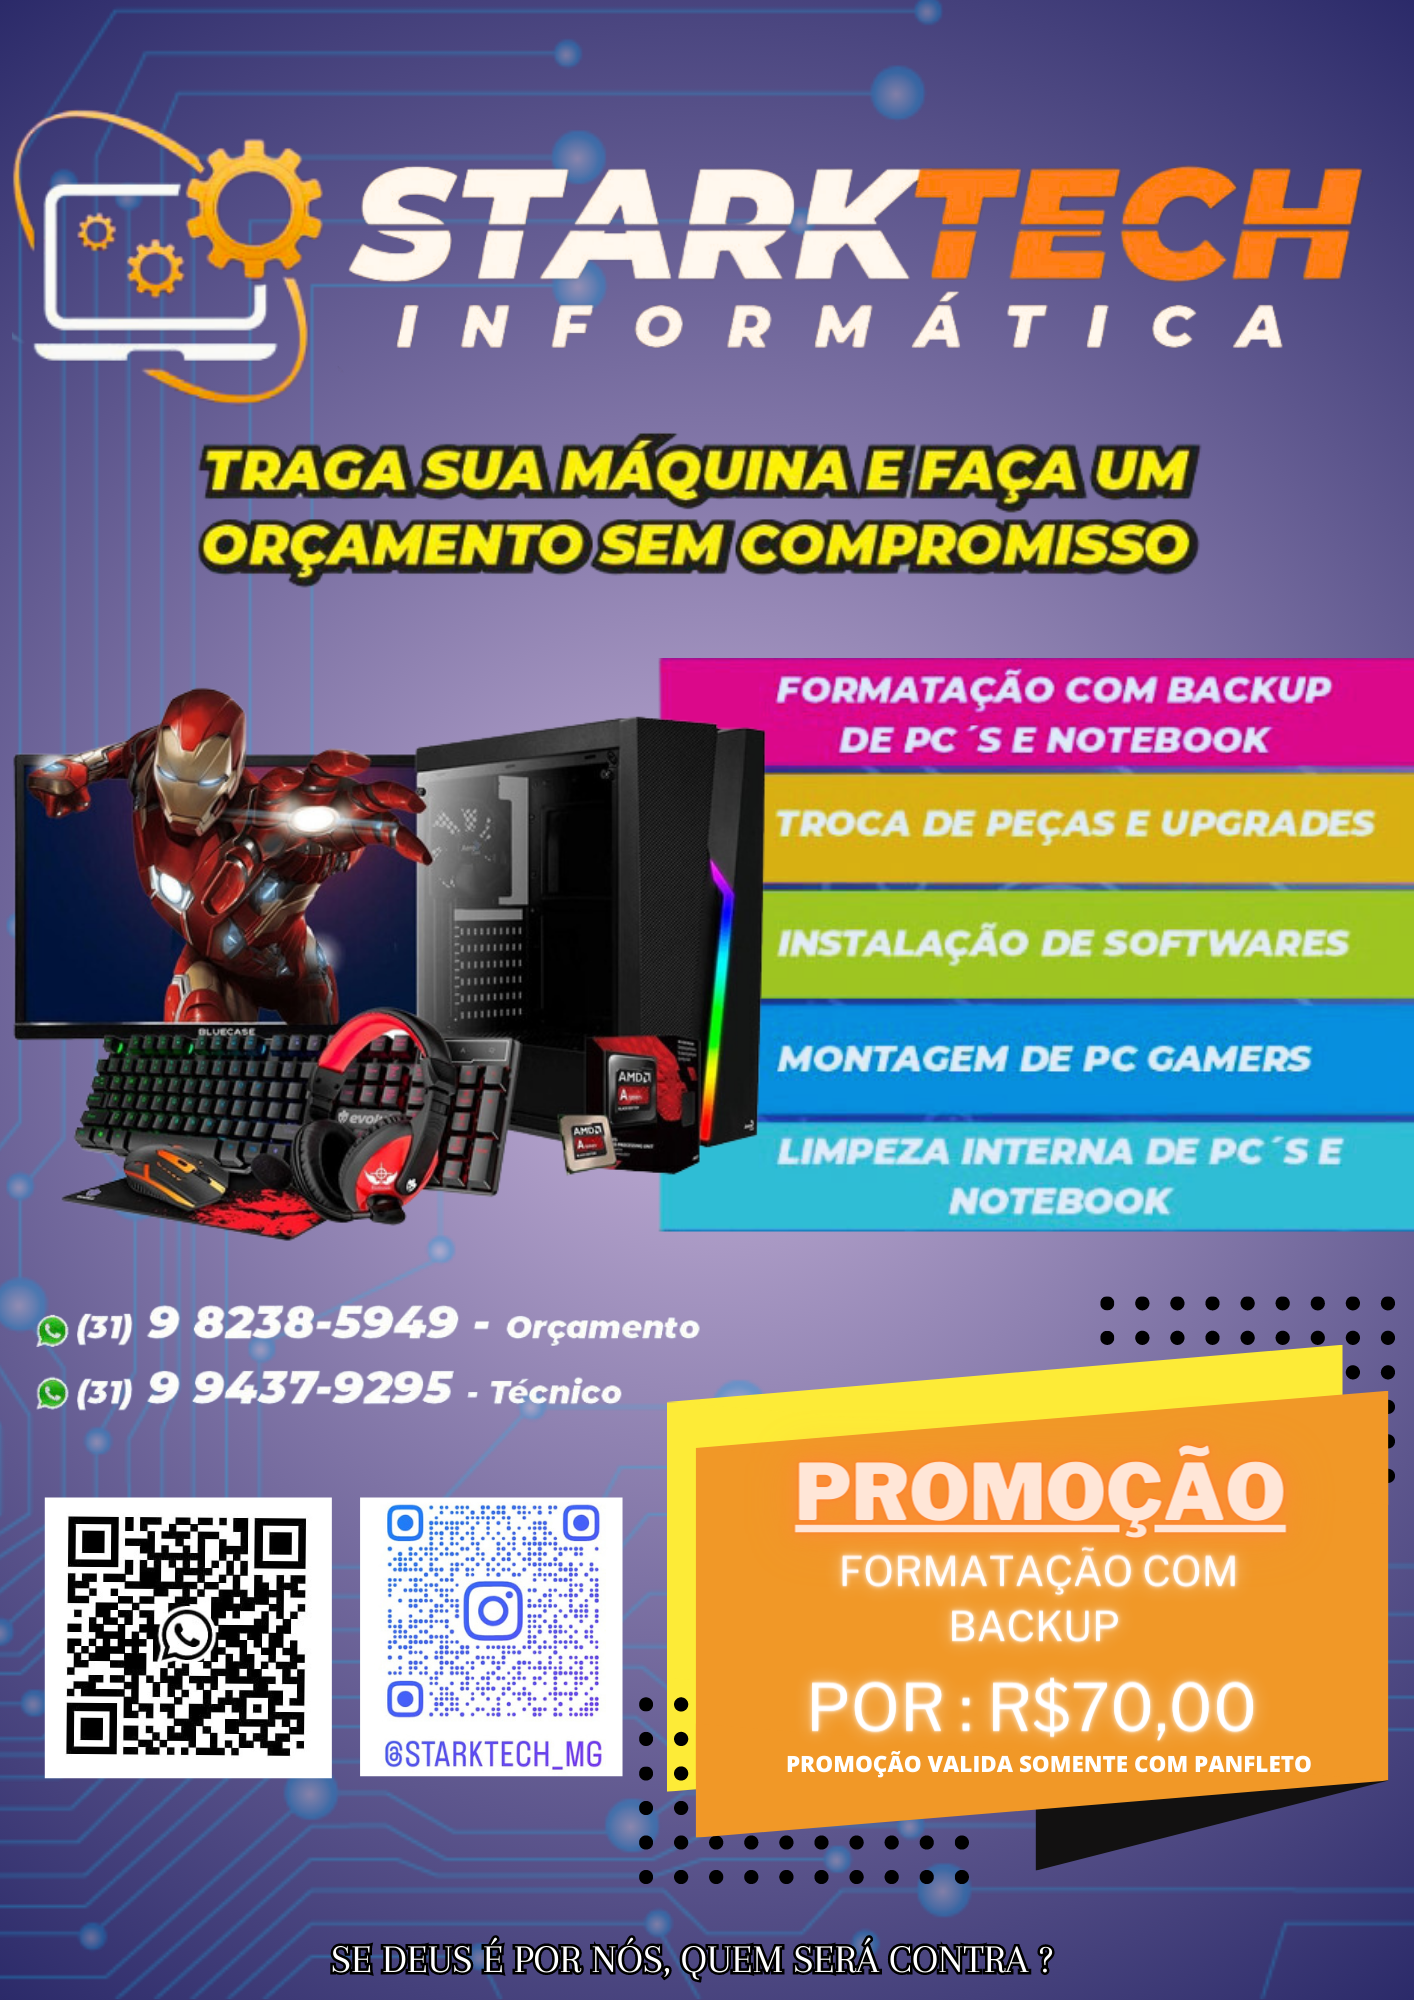 STARKTECH
INFORMÁTICA
TRAGA SUA MÁQUINA E FAÇA UM
ORÇAMENTO SEM COMPROMISSO
FORMATAÇÃO COM BACKUP
DE PC´S E NOTEBOOK
TROCA DE PEÇAS E UPGRADES
INSTALAÇÃO DE SOFTWARES
MONTAGEM DE PC GAMERS
LIMPEZA INTERNA DE PC´S E
NOTEBOOK
BLUECASE
AMD
AMD
(31) 9 8238-5949 - Orçamento
(31) 9 9437-9295 - Técnico
PROMOÇÃO
FORMATAÇÃO COM
BACKUP
POR : R$70,00
PROMOÇÃO VALIDA SOMENTE COM PANFLETO
@STARKTECH_MG
SE DEUS É POR NÓS, QUEM SERÁ CONTRA ?